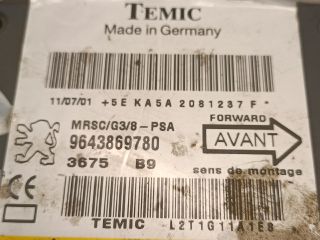 TEMIC
Made in Germany
11/07/01 +5E KA5A 2081237 F *
MRSC/G3/8-PSA
FORWARD
9643869780
AVANT
3675 B9
sens de montage
CE
TEMIC L2T1G11A1E8